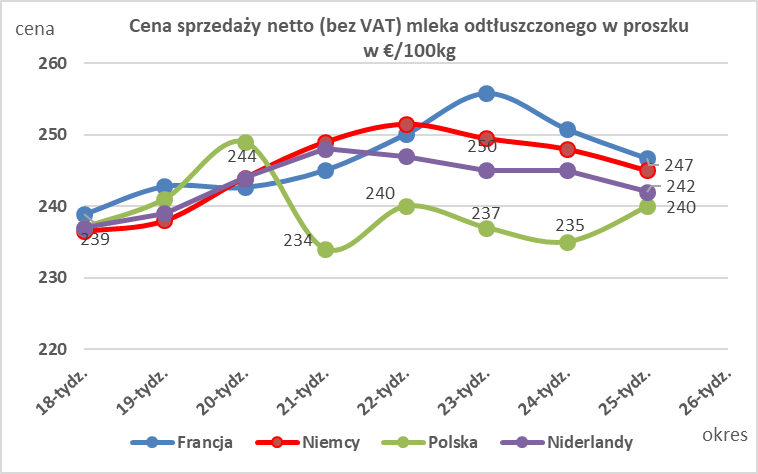 cena
Cena sprzedaży netto (bez VAT) mleka odtłuszczonego w proszku
w €/100kg
260
250
240
230
220
239
244
234
240
250
237
235
247
242
240
18-tydz.
19-tydz.
20-tydz.
21-tydz.
22-tydz.
23-tydz.
24-tydz.
25-tydz.
26-tydz.
okres
Francja Niemcy Polska Niderlandy